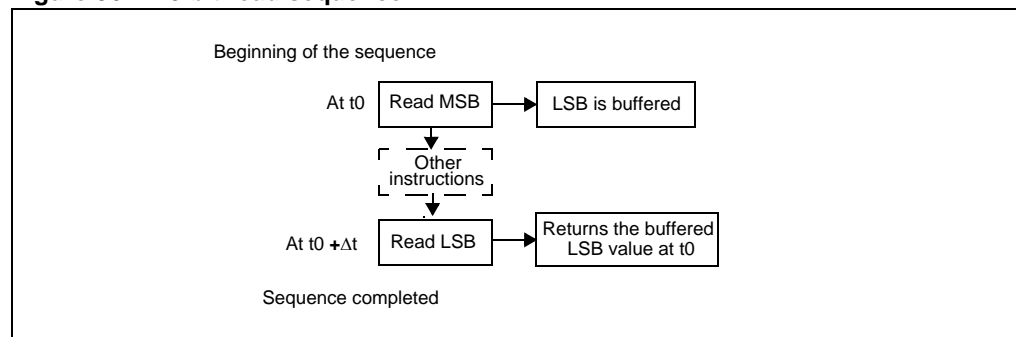 Beginning of the sequence
At t0
Read MSB
LSB is buffered
Other
instructions
At t0 +Δt
Read LSB
Returns the buffered
LSB value at t0
Sequence completed